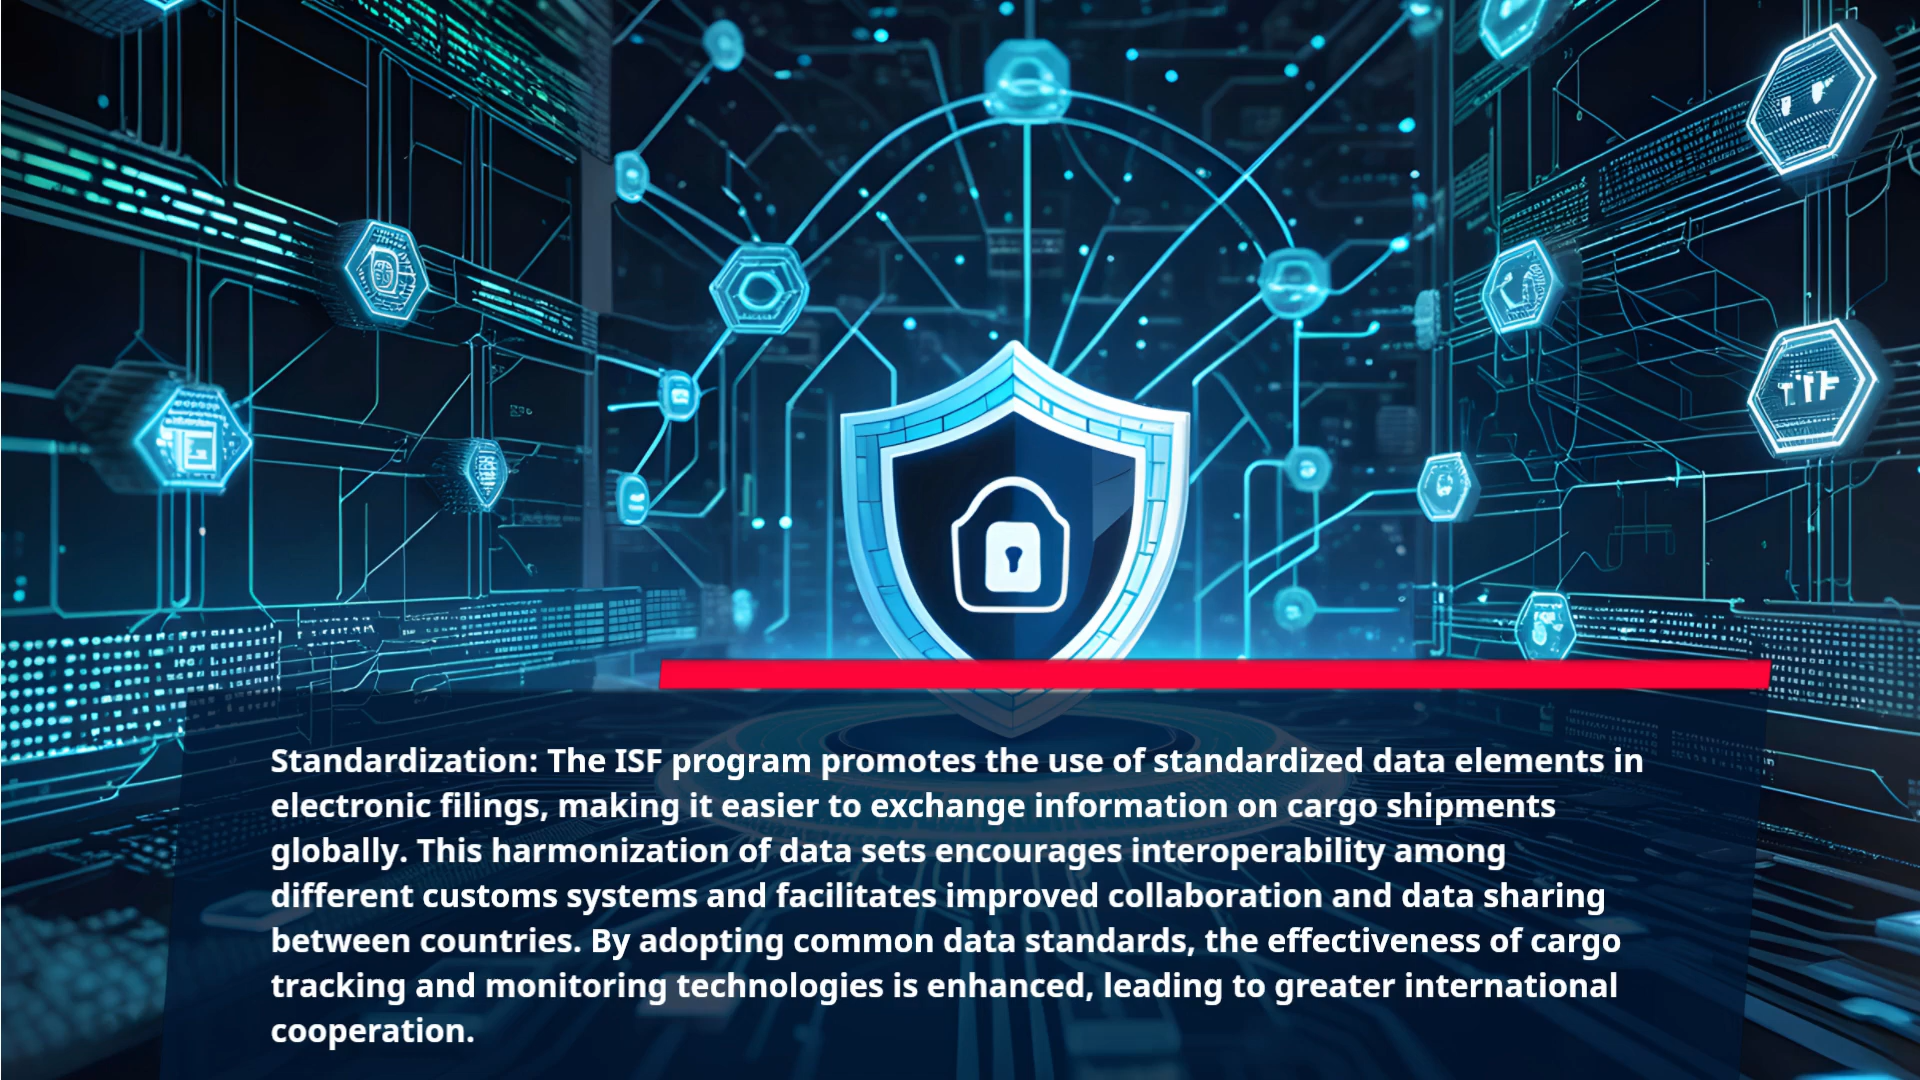 Standardization: The ISF program promotes the use of standardized data elements in
electronic filings, making it easier to exchange information on cargo shipments
globally. This harmonization of data sets encourages interoperability among
different customs systems and facilitates improved collaboration and data sharing
between countries. By adopting common data standards, the effectiveness of cargo
tracking and monitoring technologies is enhanced, leading to greater international
cooperation.